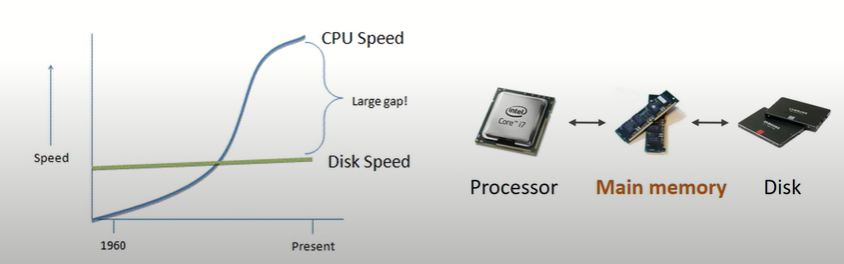 CPU Speed
Large gap!
Speed
Disk Speed
1960
Present
intel
Core i7
Processor
Main memory
Disk